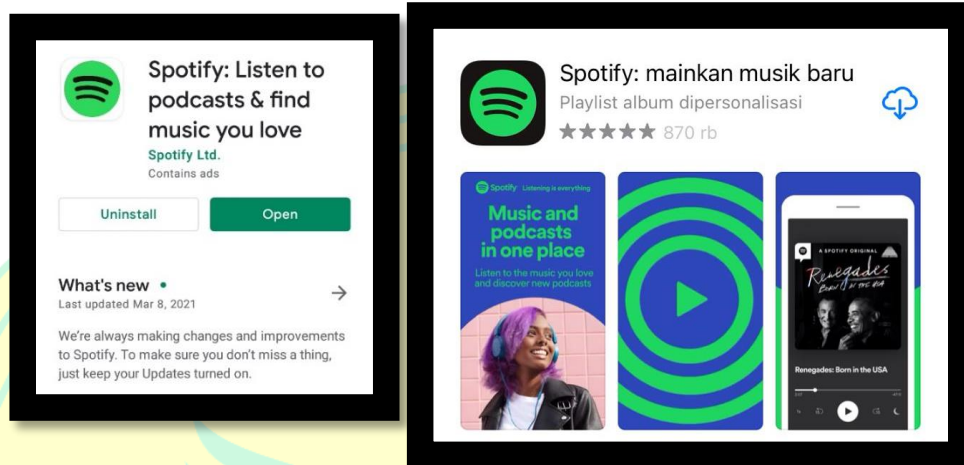 Spotify: Listen to
podcasts & find
music you love
Spotify Ltd.
Contains ads
Uninstall
Open
What's new
Last updated Mar 8, 2021
We're always making changes and improvements
to Spotify. To make sure you don't miss a thing,
just keep your Updates turned on.
Spotify: mainkan musik baru
Playlist album dipersonalisasi
870 rb
Spotify Listening is everything
Music and
podcasts
in one place
Listen to the music you love
and discover new podcasts
A SPOTIFY ORIGINAL
Renegades
BORN IN THE USA
Renegades: Born in the USA